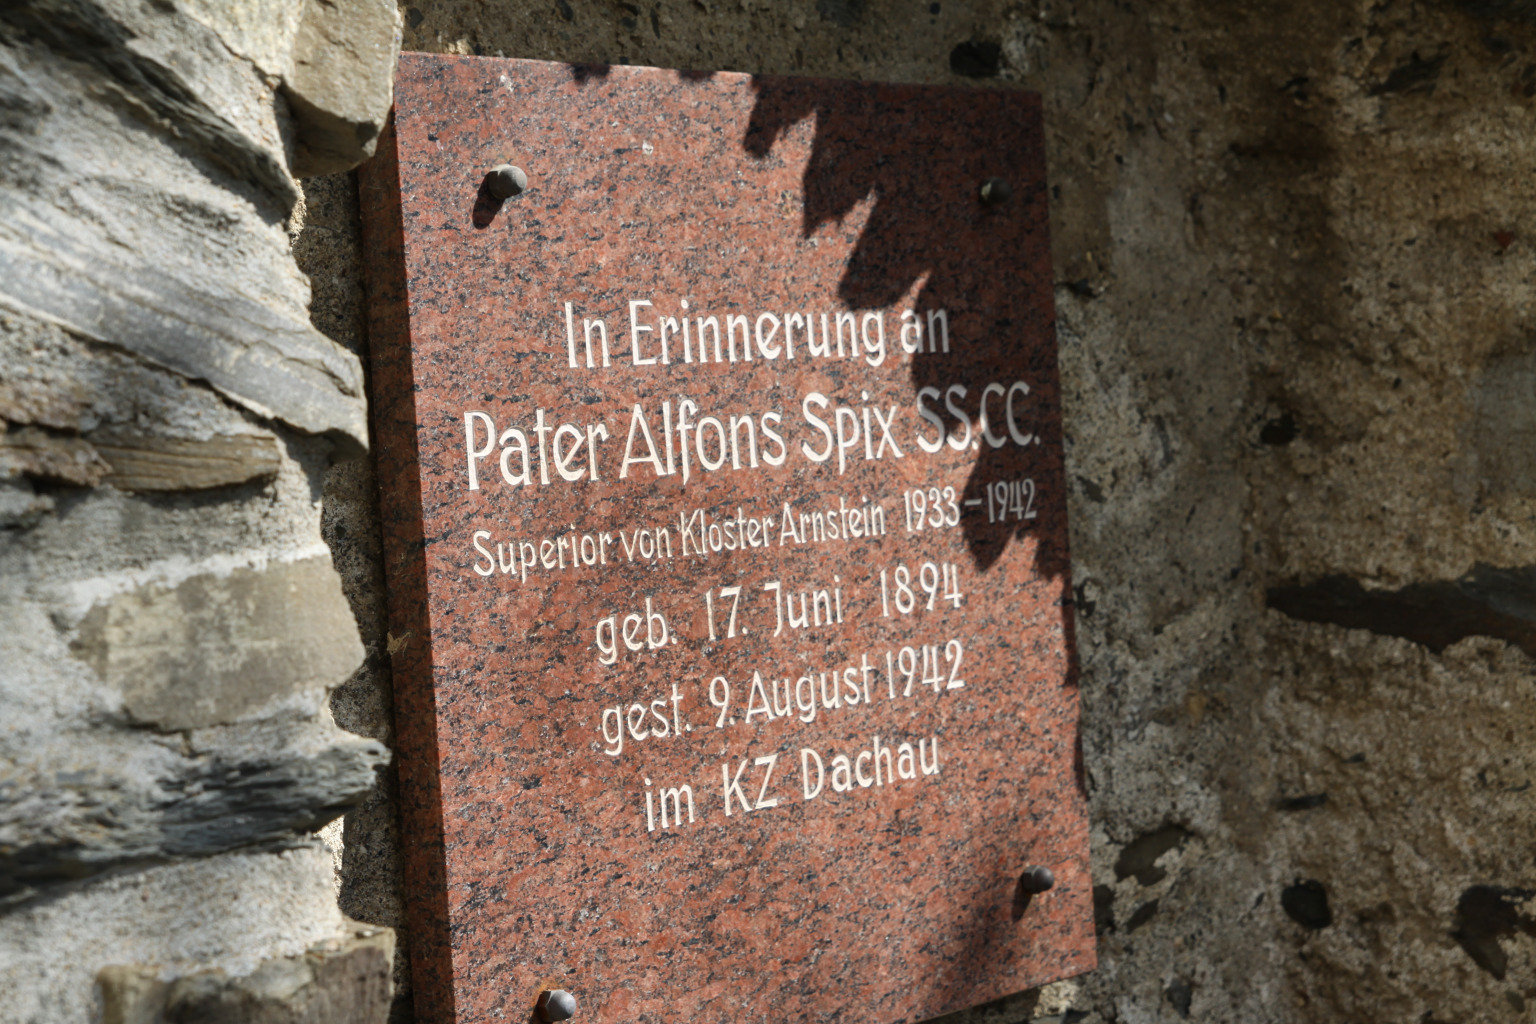 In Erinnerung an
Pater Alfons Spix SS.CC.
Superior von Kloster Arnstein 1933 – 1942
geb. 17. Juni 1894
gest. 9. August 1942
im KZ Dachau